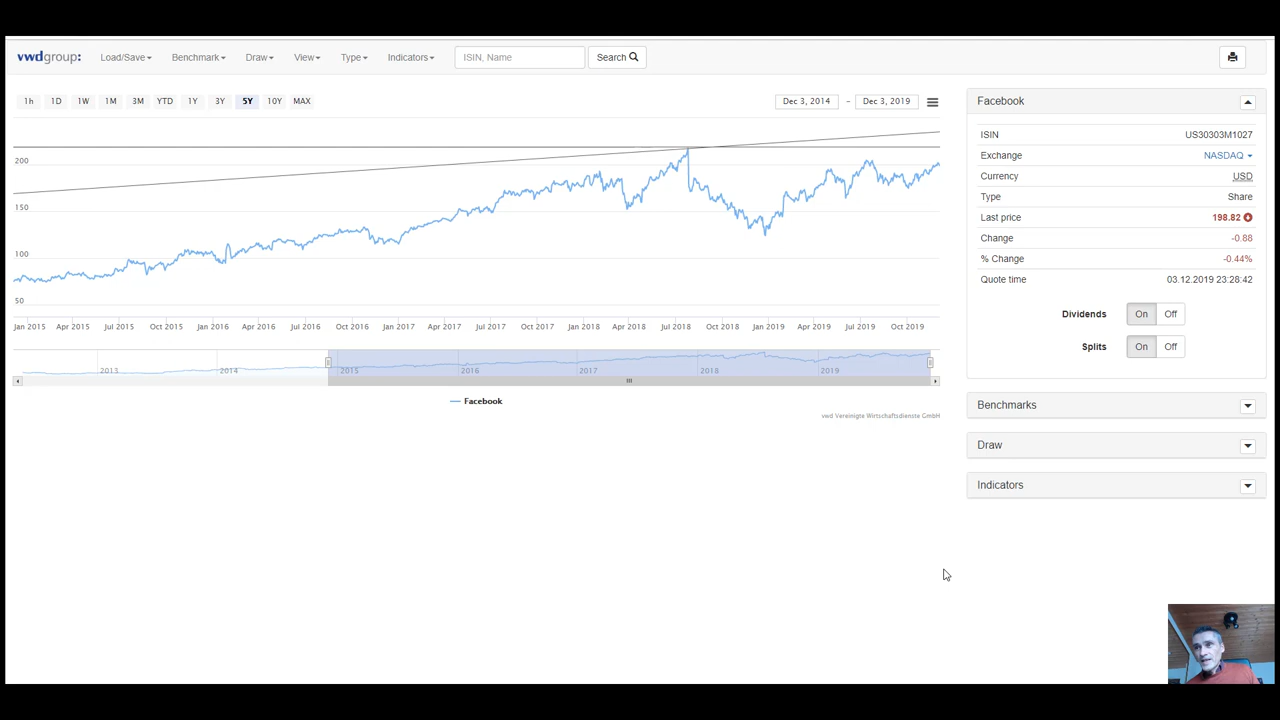 vwdgroup: Load/Save Benchmark Draw View Type Indicators ISIN, Name Search
1h 1D 1W 1M 3M YTD 1Y 3Y 5Y 10Y MAX Dec 3, 2014 - Dec 3, 2019
200
150
100
50
Jan 2015 Apr 2015 Jul 2015 Oct 2015 Jan 2016 Apr 2016 Jul 2016 Oct 2016 Jan 2017 Apr 2017 Jul 2017 Oct 2017 Jan 2018 Apr 2018 Jul 2018 Oct 2018 Jan 2019 Apr 2019 Jul 2019 Oct 2019
2013 2014 2015 2016 2017 2018 2019
Facebook
vwd Vereinigte Wirtschaftsdienste GmbH
Facebook
ISIN US30303M1027
Exchange NASDAQ
Currency USD
Type Share
Last price 198.82
Change -0.88
% Change -0.44%
Quote time 03.12.2019 23:28:42
Dividends On Off
Splits On Off
Benchmarks
Draw
Indicators